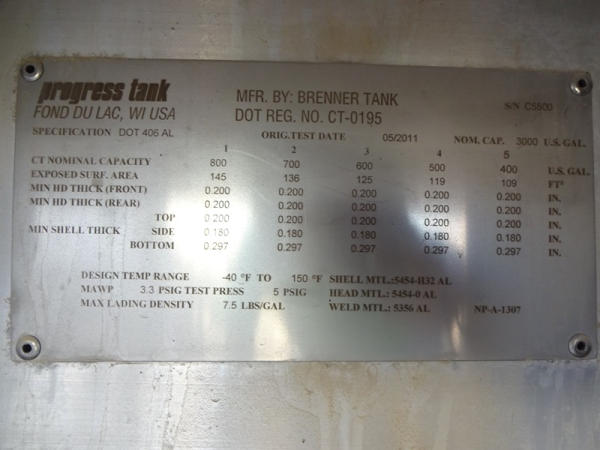 progress tank
FOND DU LAC, WI USA
MFR. BY: BRENNER TANK
DOT REG. NO. CT-0195
S/N C5500
SPECIFICATION DOT 406 AL ORIG.TEST DATE 05/2011 NOM. CAP. 3000 U.S. GAL.
1 2 3 4 5
CT NOMINAL CAPACITY 800 700 600 500 400 U.S. GAL.
EXPOSED SURF. AREA 145 136 125 119 109 FT²
MIN HD THICK (FRONT) 0.200 0.200 0.200 0.200 0.200 IN.
MIN HD THICK (REAR) 0.200 0.200 0.200 0.200 0.200 IN.
TOP 0.200 0.200 0.200 0.200 0.200 IN.
MIN SHELL THICK SIDE 0.180 0.180 0.180 0.180 0.180 IN.
BOTTOM 0.297 0.297 0.297 0.297 0.297 IN.
DESIGN TEMP RANGE -40 °F TO 150 °F SHELL MTL.:5454-H32 AL
MAWP 3.3 PSIG TEST PRESS 5 PSIG HEAD MTL.: 5454-0 AL
MAX LADING DENSITY 7.5 LBS/GAL WELD MTL.: 5356 AL NP-A-1307